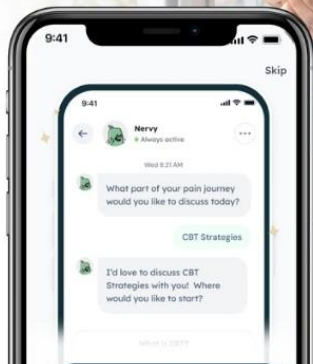 9:41
Skip
9:41
Nervy
Always active
Wed 8:21 AM
What part of your pain journey
would you like to discuss today?
CBT Strategies
I'd love to discuss CBT
Strategies with you! Where
would you like to start?
What is CBT?